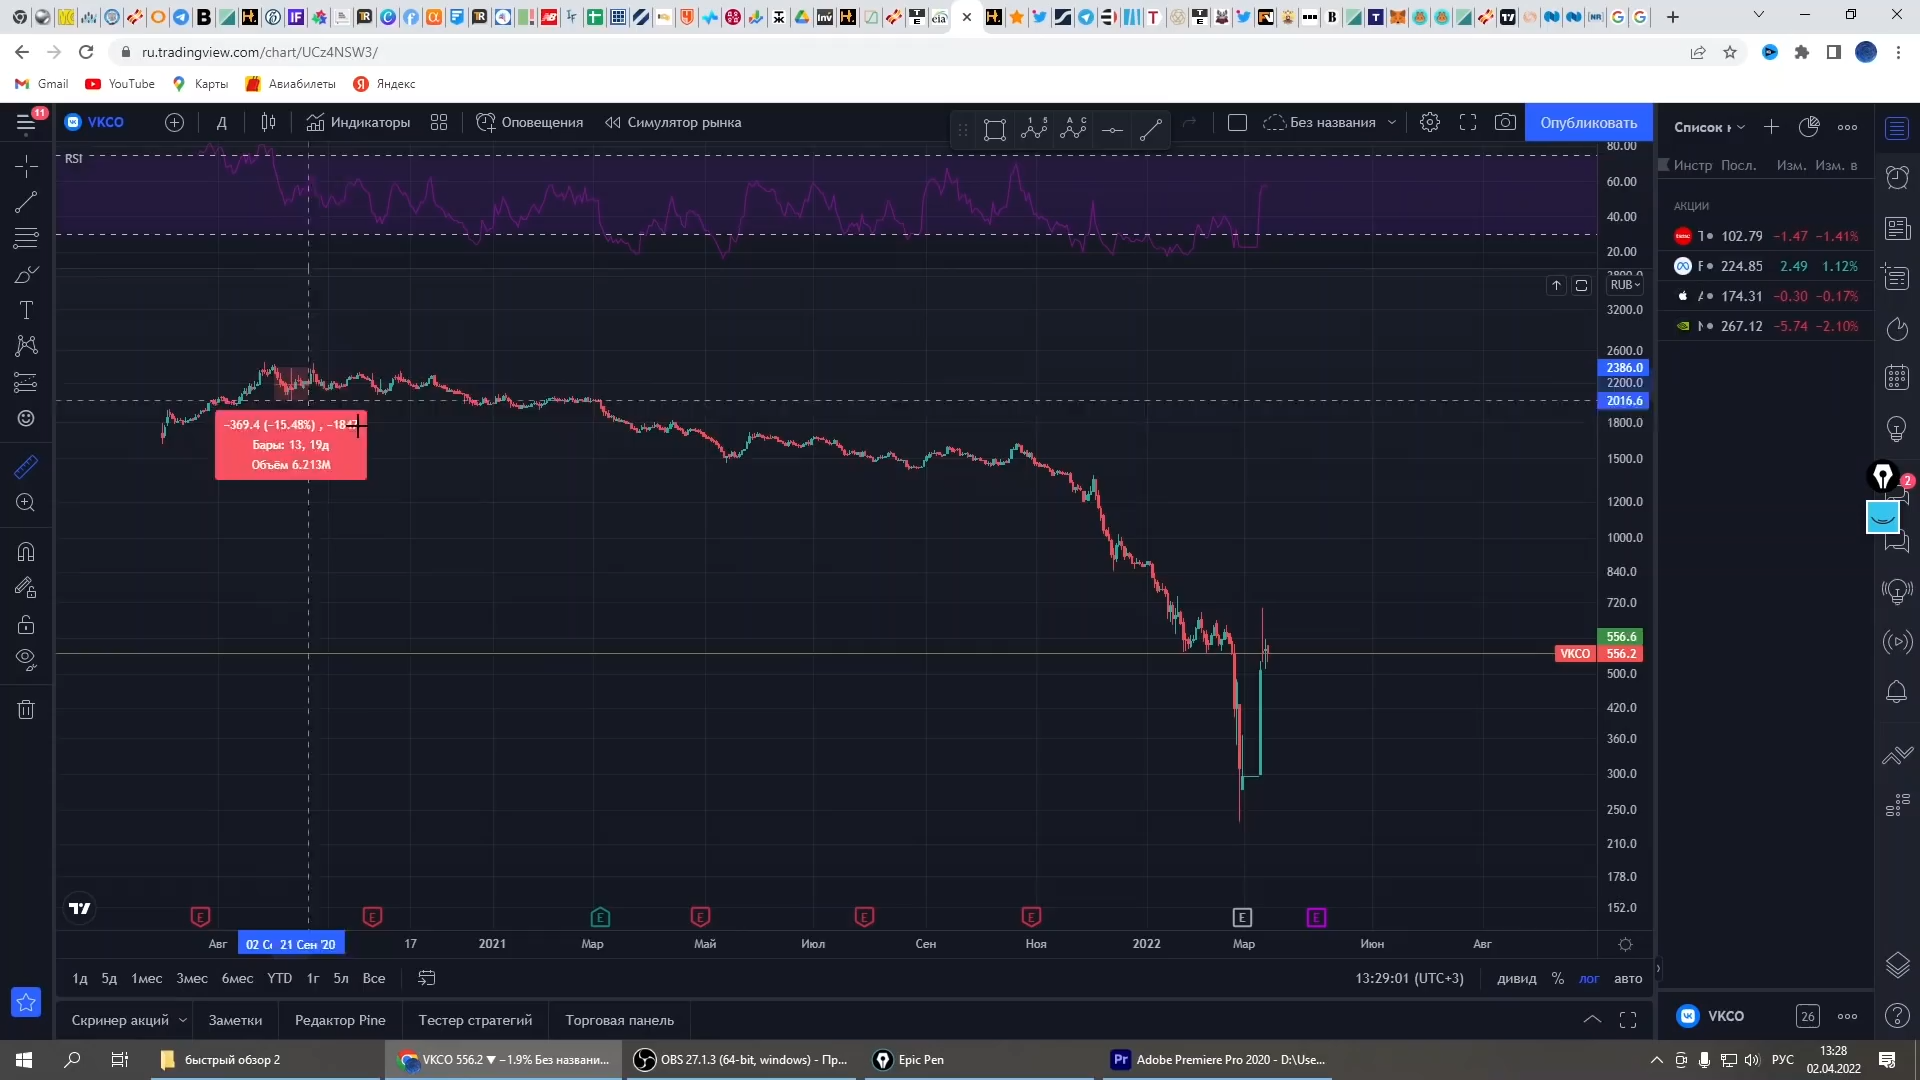 ru.tradingview.com/chart/UCz4NSW3/
Gmail
YouTube
Карты
Авиабилеты
Яндекс
11
VKCO
Д
Индикаторы
Оповещения
Симулятор рынка
Без названия
Опубликовать
Инстр Посл. Изм. Изм. в
АКЦИИ
102.79 −1.47 −1.41%
224.85 2.49 1.12%
174.31 −0.30 −0.17%
267.12 −5.74 −2.10%
RSI
80.00
60.00
40.00
20.00
RUB
3200.0
2600.0
2386.0
2200.0
2016.6
1800.0
1500.0
1200.0
1000.0
840.0
720.0
556.6
VKCO 556.2
500.0
420.0
360.0
300.0
250.0
210.0
178.0
152.0
−369.4 (−15.48%) ,
Бары: 13, 19д
Объём 6.213М
2
E E E E E E E E
Авг
21 Сен '20
17 2021 Мар Май Июл Сен Ноя 2022 Мар Июн Авг
1д 5д 1мес 3мес 6мес YTD 1г 5л Все
13:29:01 (UTC+3) дивид % лог авто
Скринер акций Заметки Редактор Pine Тестер стратегий Торговая панель
VKCO 26
быстрый обзор 2
VKCO 556.2 ▼ −1.9% Без названи...
OBS 27.1.3 (64-bit, windows) - Пр...
Epic Pen
Adobe Premiere Pro 2020 - D:\Use...
РУС
13:28
02.04.2022